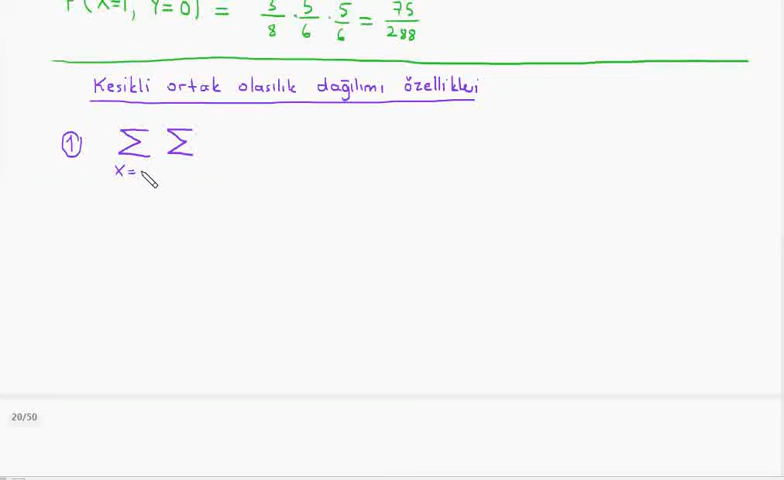 P(X=1, Y=0) = 3/8 · 5/6 · 5/6 = 75/288
Kesikli ortak olasılık dağılımı özellikleri
① Σ Σ
x=
20/50